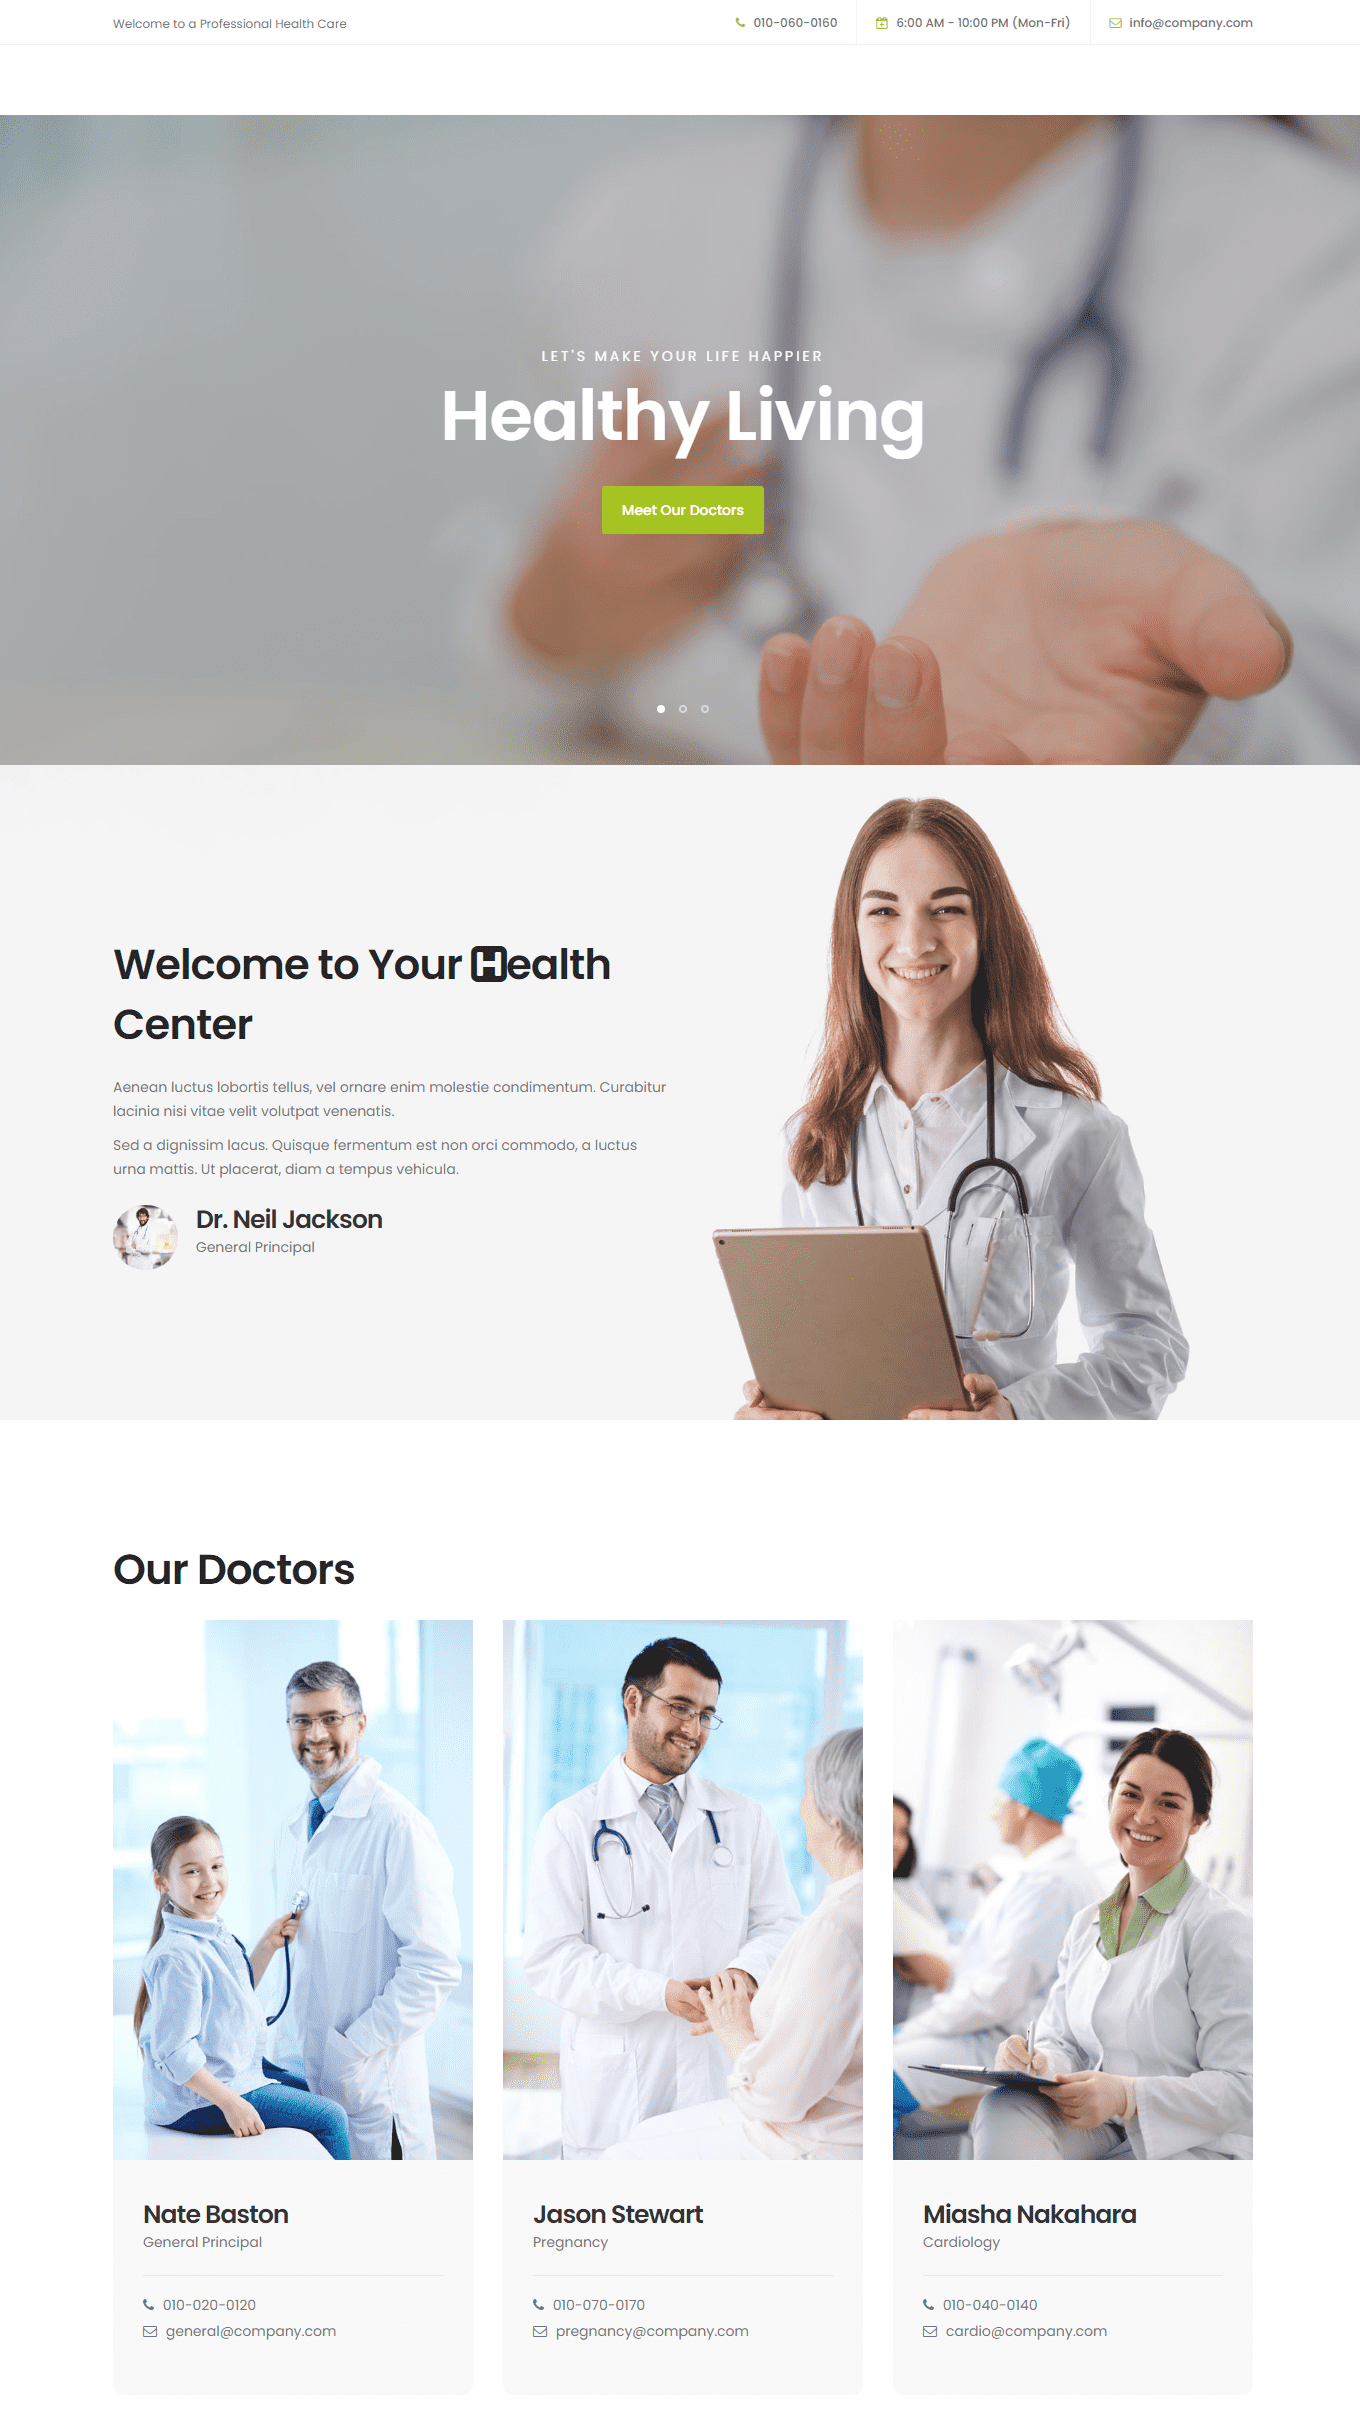 Welcome to a Professional Health Care
010-060-0160
6:00 AM - 10:00 PM (Mon-Fri)
info@company.com
LET'S MAKE YOUR LIFE HAPPIER
Healthy Living
Meet Our Doctors
Welcome to Your Health
Center
Aenean luctus lobortis tellus, vel ornare enim molestie condimentum. Curabitur
lacinia nisi vitae velit volutpat venenatis.
Sed a dignissim lacus. Quisque fermentum est non orci commodo, a luctus
urna mattis. Ut placerat, diam a tempus vehicula.
Dr. Neil Jackson
General Principal
Our Doctors
Nate Baston
General Principal
010-020-0120
general@company.com
Jason Stewart
Pregnancy
010-070-0170
pregnancy@company.com
Miasha Nakahara
Cardiology
010-040-0140
cardio@company.com